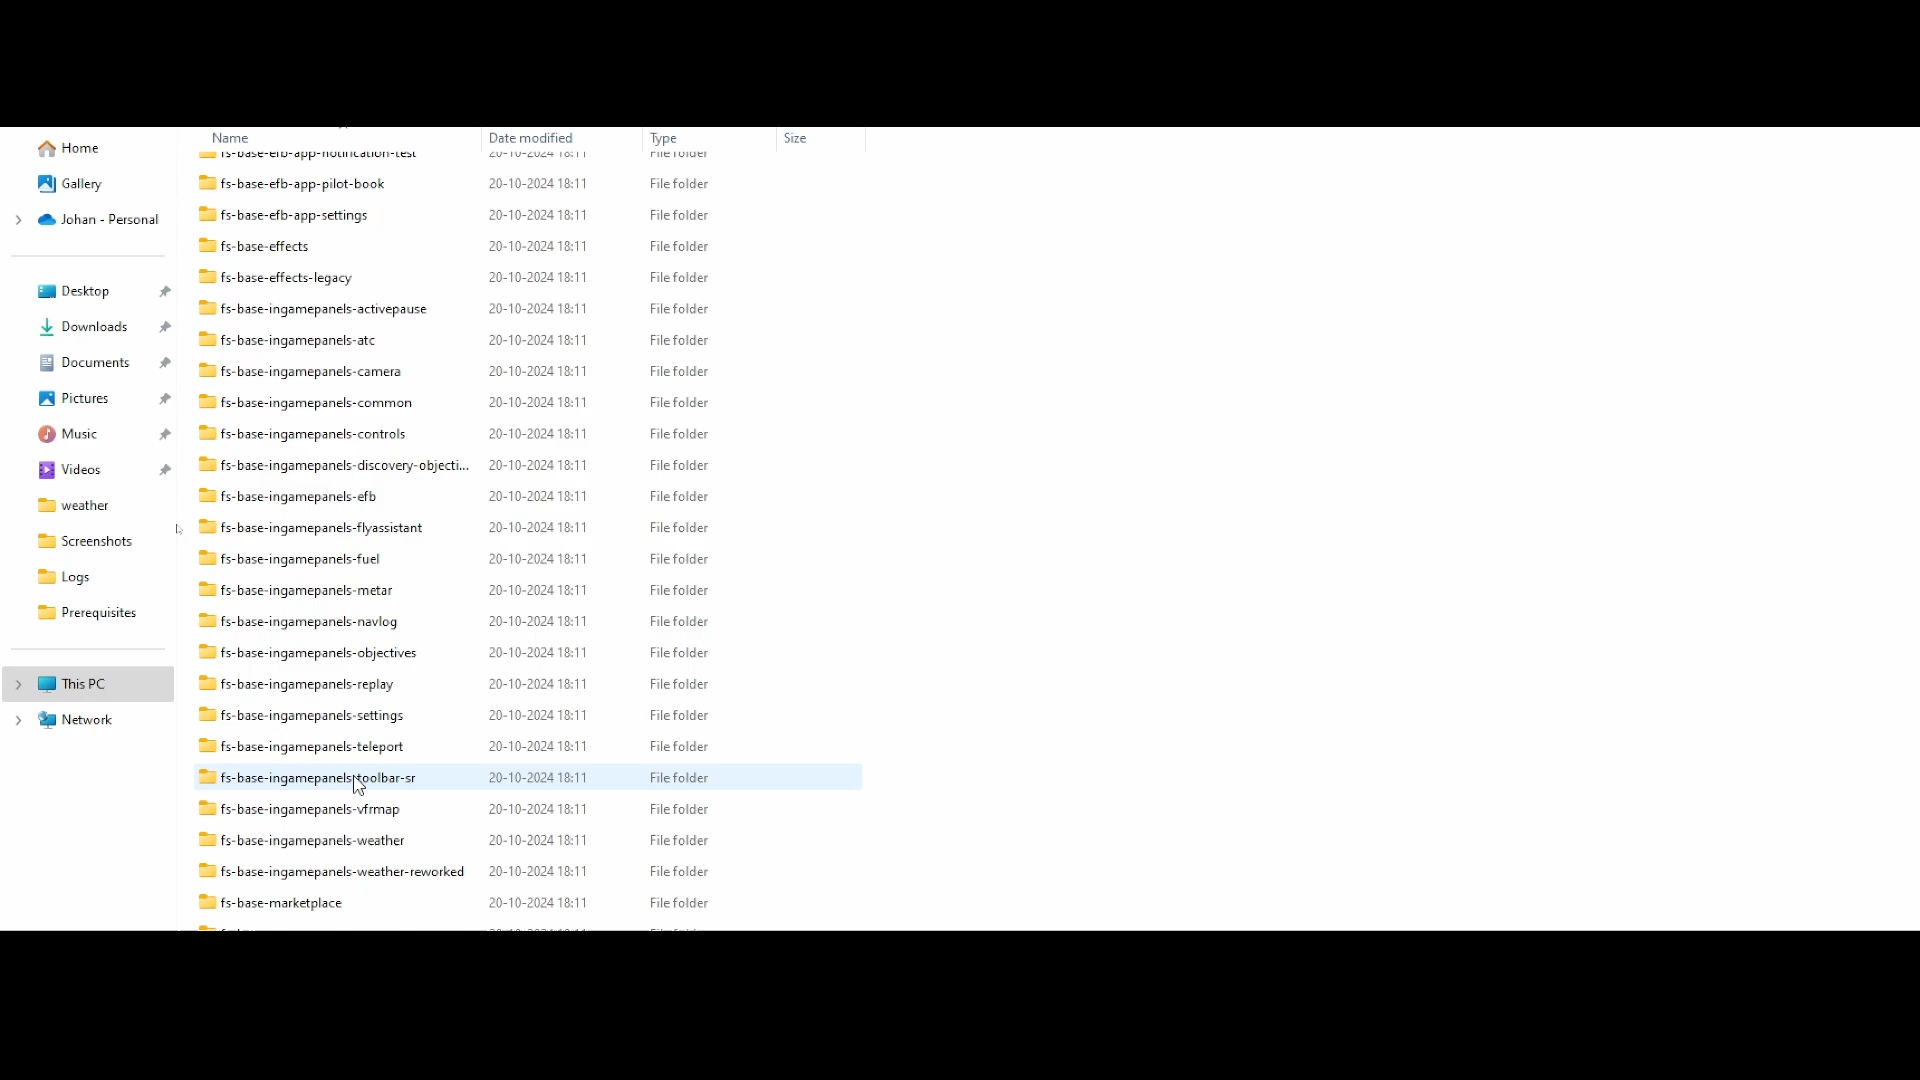 Home
Gallery
Johan - Personal
Desktop
Downloads
Documents
Pictures
Music
Videos
weather
Screenshots
Logs
Prerequisites
This PC
Network
Name Date modified Type Size
fs-base-efb-app-notification-test 20-10-2024 18:11 File folder
fs-base-efb-app-pilot-book 20-10-2024 18:11 File folder
fs-base-efb-app-settings 20-10-2024 18:11 File folder
fs-base-effects 20-10-2024 18:11 File folder
fs-base-effects-legacy 20-10-2024 18:11 File folder
fs-base-ingamepanels-activepause 20-10-2024 18:11 File folder
fs-base-ingamepanels-atc 20-10-2024 18:11 File folder
fs-base-ingamepanels-camera 20-10-2024 18:11 File folder
fs-base-ingamepanels-common 20-10-2024 18:11 File folder
fs-base-ingamepanels-controls 20-10-2024 18:11 File folder
fs-base-ingamepanels-discovery-objecti... 20-10-2024 18:11 File folder
fs-base-ingamepanels-efb 20-10-2024 18:11 File folder
fs-base-ingamepanels-flyassistant 20-10-2024 18:11 File folder
fs-base-ingamepanels-fuel 20-10-2024 18:11 File folder
fs-base-ingamepanels-metar 20-10-2024 18:11 File folder
fs-base-ingamepanels-navlog 20-10-2024 18:11 File folder
fs-base-ingamepanels-objectives 20-10-2024 18:11 File folder
fs-base-ingamepanels-replay 20-10-2024 18:11 File folder
fs-base-ingamepanels-settings 20-10-2024 18:11 File folder
fs-base-ingamepanels-teleport 20-10-2024 18:11 File folder
fs-base-ingamepanels-toolbar-sr 20-10-2024 18:11 File folder
fs-base-ingamepanels-vfrmap 20-10-2024 18:11 File folder
fs-base-ingamepanels-weather 20-10-2024 18:11 File folder
fs-base-ingamepanels-weather-reworked 20-10-2024 18:11 File folder
fs-base-marketplace 20-10-2024 18:11 File folder